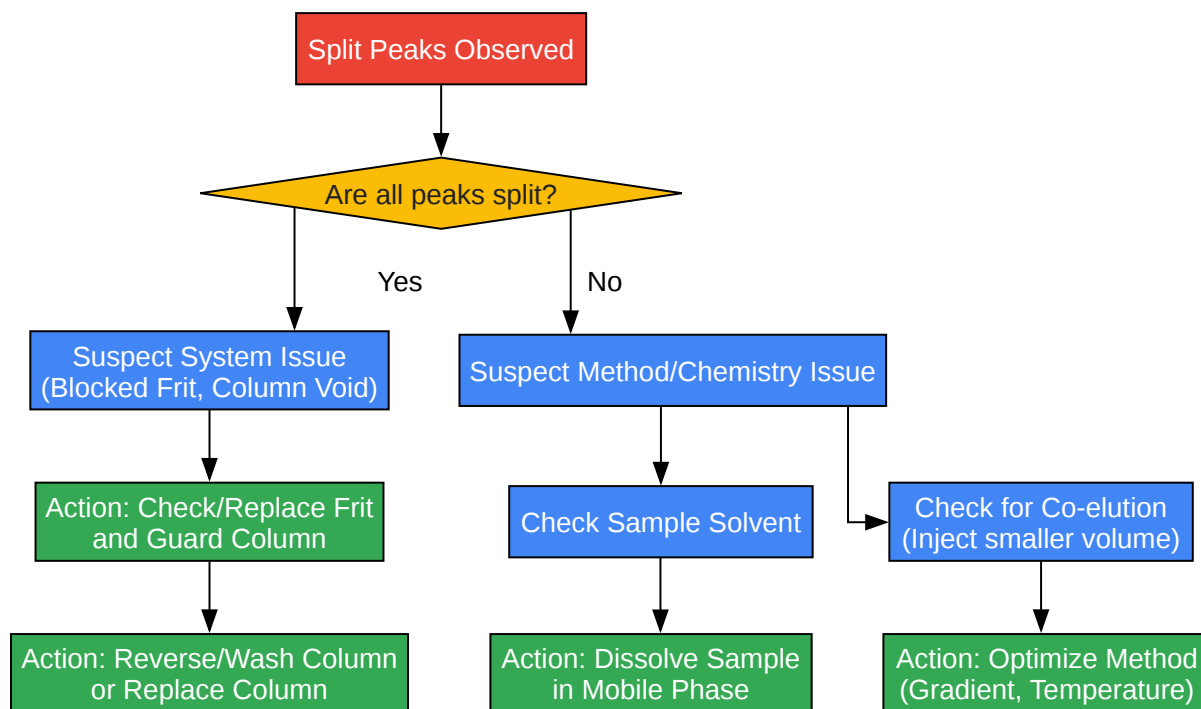 Split Peaks Observed
Are all peaks split?
Yes
No
Suspect System Issue
(Blocked Frit, Column Void)
Suspect Method/Chemistry Issue
Action: Check/Replace Frit
and Guard Column
Check Sample Solvent
Check for Co-elution
(Inject smaller volume)
Action: Reverse/Wash Column
or Replace Column
Action: Dissolve Sample
in Mobile Phase
Action: Optimize Method
(Gradient, Temperature)